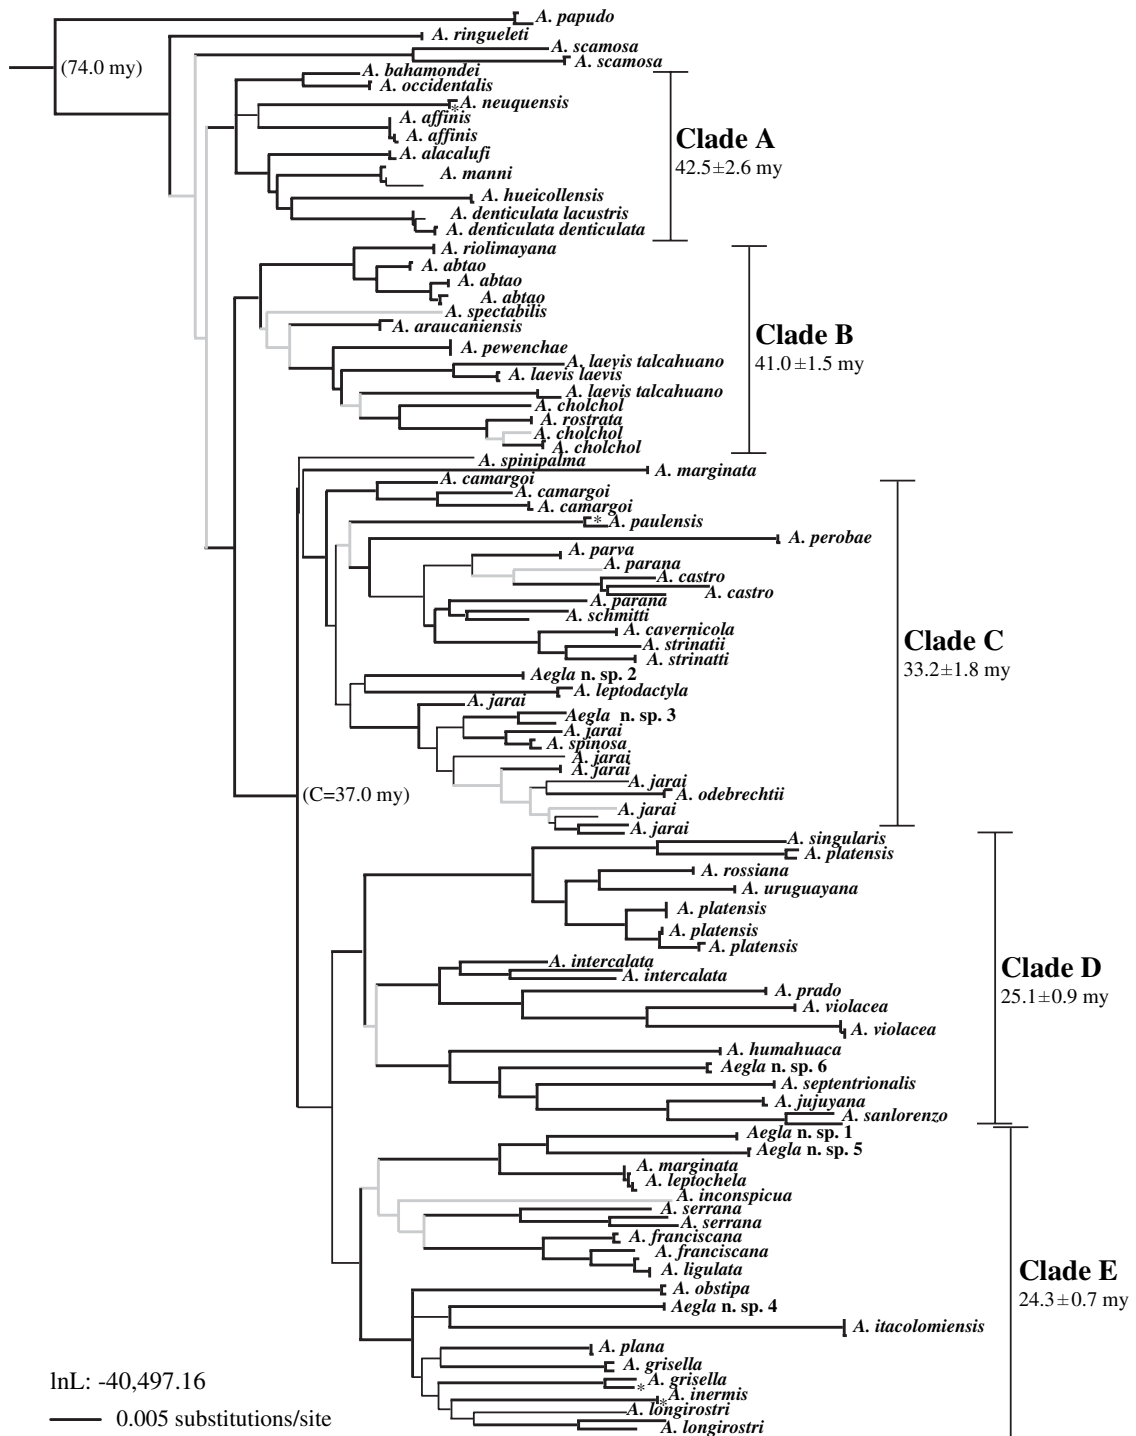 A. papudo
A. ringueleti
A. scamosa
(74.0 my)
A. scamosa
A. bahamondei
A. occidentalis
A. neuquensis
*
A. affinis
A. affinis
Clade A
A. alacalufi
42.5±2.6 my
A. manni
A. hueicollensis
A. denticulata lacustris
A. denticulata denticulata
A. riolimayana
A. abtao
A. abtao
A. abtao
A. spectabilis
A. araucaniensis
Clade B
A. pewenchae
41.0±1.5 my
A. laevis talcahuano
A. laevis laevis
A. laevis talcahuano
A. cholchol
A. rostrata
A. cholchol
A. cholchol
A. spinipalma
A. marginata
A. camargoi
A. camargoi
A. camargoi
* A. paulensis
A. perobae
A. parva
A. parana
A. castro
A. castro
A. parana
A. schmitti
A. cavernicola
Clade C
A. strinatii
A. strinatti
33.2±1.8 my
Aegla n. sp. 2
A. leptodactyla
A. jarai
Aegla n. sp. 3
A. jarai
A. spinosa
A. jarai
A. jarai
A. jarai
(C=37.0 my)
A. odebrechtii
A. jarai
A. jarai
A. singularis
A. platensis
A. rossiana
A. uruguayana
A. platensis
A. platensis
A. platensis
A. intercalata
Clade D
A. intercalata
A. prado
25.1±0.9 my
A. violacea
A. violacea
A. humahuaca
Aegla n. sp. 6
A. septentrionalis
A. jujuyana
A. sanlorenzo
Aegla n. sp. 1
Aegla n. sp. 5
A. marginata
A. leptochela
A. inconspicua
A. serrana
A. serrana
A. franciscana
A. franciscana
A. ligulata
Clade E
A. obstipa
24.3±0.7 my
Aegla n. sp. 4
A. itacolomiensis
A. plana
A. grisella
lnL: -40,497.16
A. grisella
*
A. inermis
*
A. longirostri
0.005 substitutions/site
A. longirostri